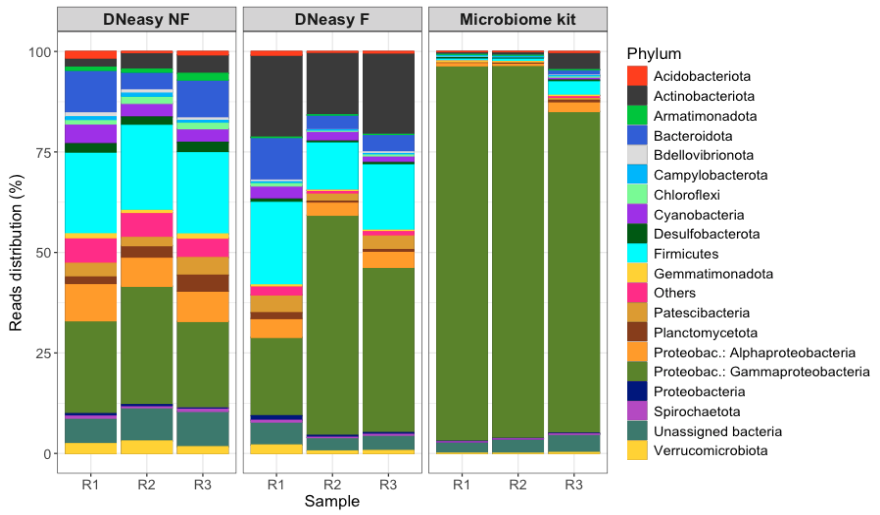 DNeasy NF
DNeasy F
Microbiome kit
100
75
50
25
0
Reads distribution (%)
R1
R2
R3
R1
R2
R3
R1
R2
R3
Sample
Phylum
Acidobacteriota
Actinobacteriota
Armatimonadota
Bacteroidota
Bdellovibrionota
Campylobacterota
Chloroflexi
Cyanobacteria
Desulfobacterota
Firmicutes
Gemmatimonadota
Others
Patescibacteria
Planctomycetota
Proteobac.: Alphaproteobacteria
Proteobac.: Gammaproteobacteria
Proteobacteria
Spirochaetota
Unassigned bacteria
Verrucomicrobiota